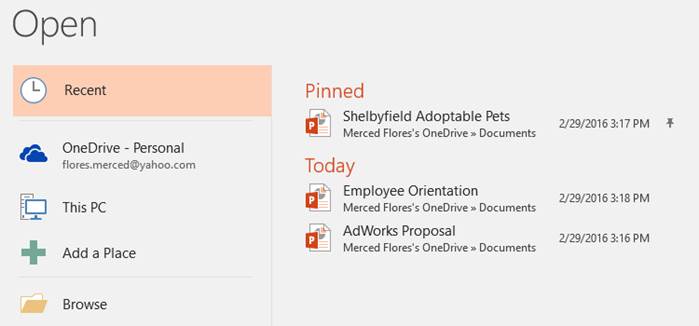 Open
Recent
OneDrive - Personal
flores.merced@yahoo.com
This PC
Add a Place
Browse
Pinned
Shelbyfield Adoptable Pets
Merced Flores's OneDrive » Documents
2/29/2016 3:17 PM
Today
Employee Orientation
Merced Flores's OneDrive » Documents
2/29/2016 3:18 PM
AdWorks Proposal
Merced Flores's OneDrive » Documents
2/29/2016 3:16 PM